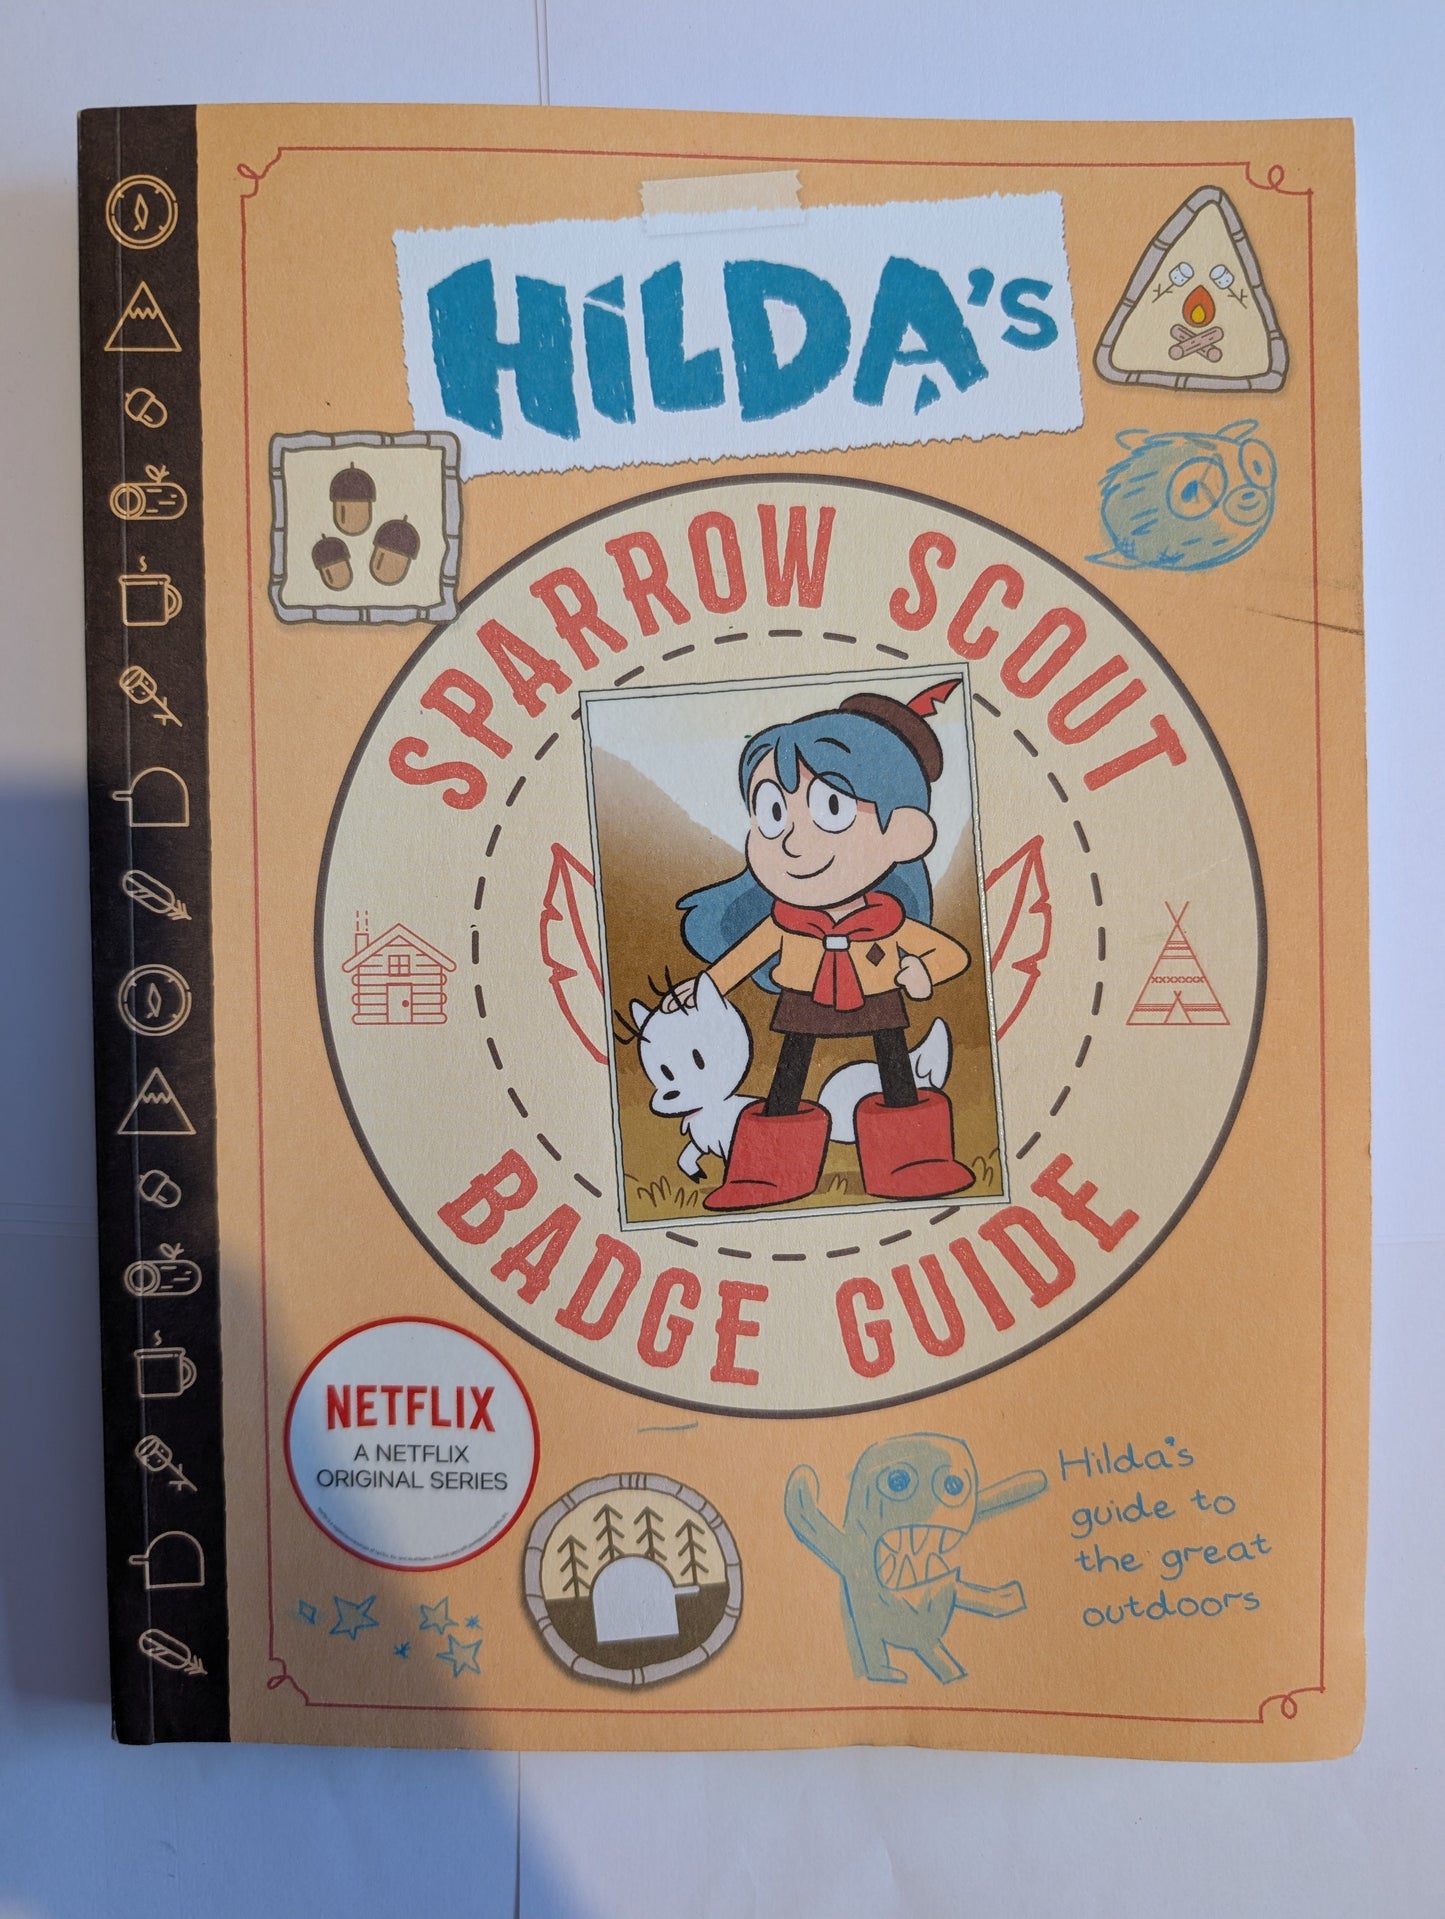 HILDA'S
SPARROW SCOUT
BADGE GUIDE
NETFLIX
A NETFLIX
ORIGINAL SERIES
Hilda's
guide to
the great
outdoors